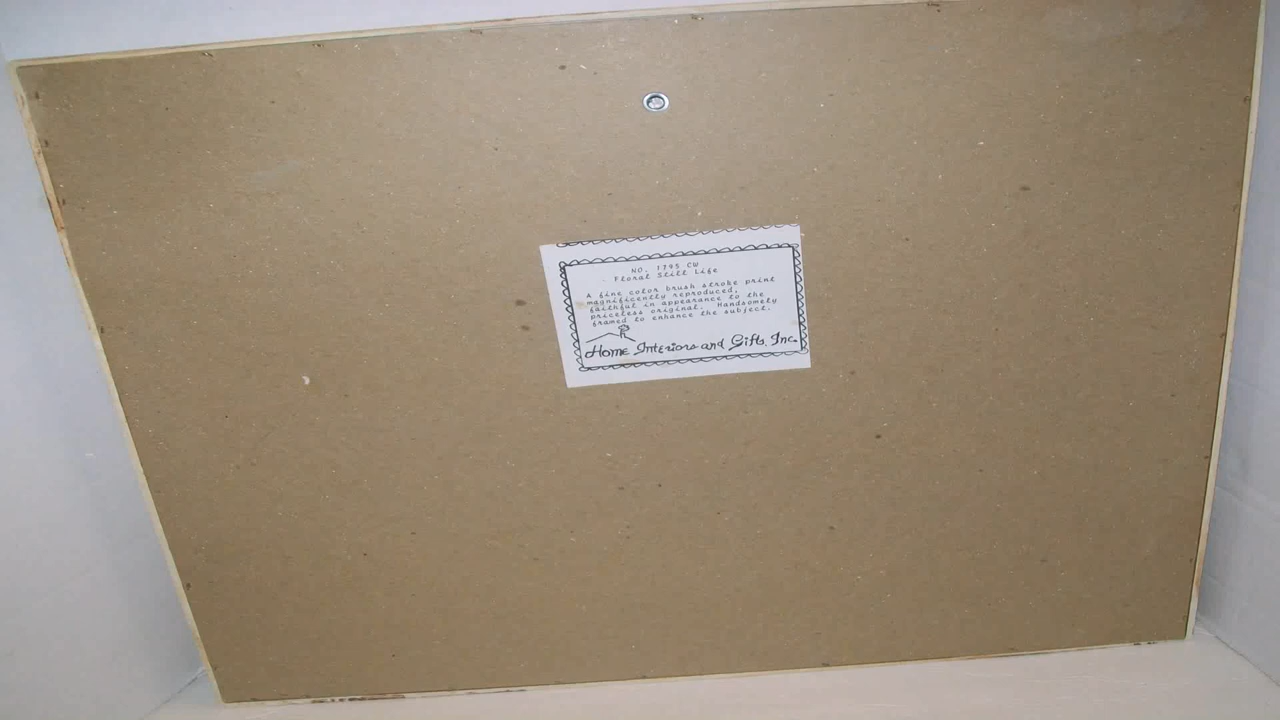 NO. 1795 CW
Floral Still Life
A fine color brush stroke print
magnificently reproduced,
faithful in appearance to the
priceless original. Handsomely
framed to enhance the subject.
Home Interiors and Gifts, Inc.